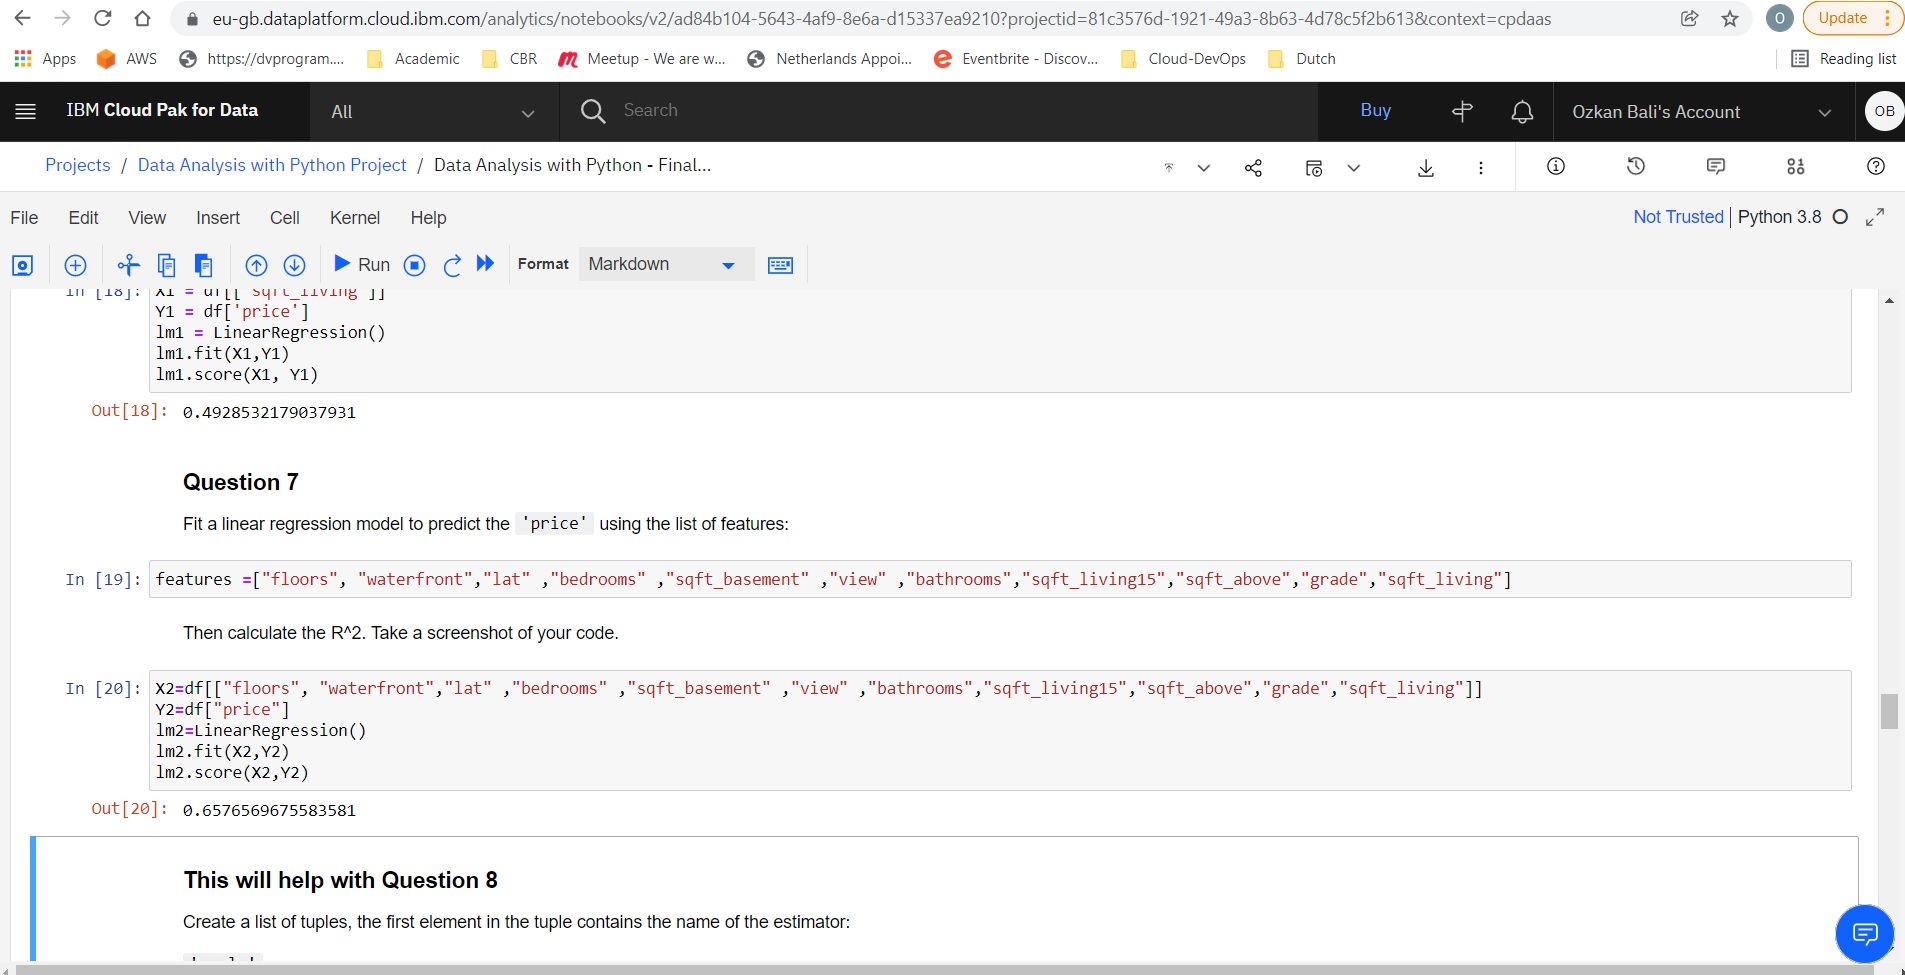 eu-gb.dataplatform.cloud.ibm.com/analytics/notebooks/v2/ad84b104-5643-4af9-8e6a-d15337ea9210?projectid=81c3576d-1921-49a3-8b63-4d78c5f2b613&context=cpdaas O Update
Apps AWS https://dvprogram.... Academic CBR Meetup - We are w... Netherlands Appoi... Eventbrite - Discov... Cloud-DevOps Dutch Reading list
IBM Cloud Pak for Data All Search Buy Ozkan Bali's Account OB
Projects / Data Analysis with Python Project / Data Analysis with Python - Final...
File Edit View Insert Cell Kernel Help Not Trusted Python 3.8
Run Format Markdown
In [18]: X1 = df[['sqft_living']]
Y1 = df['price']
lm1 = LinearRegression()
lm1.fit(X1,Y1)
lm1.score(X1, Y1)
Out[18]: 0.4928532179037931
Question 7
Fit a linear regression model to predict the 'price' using the list of features:
In [19]: features =["floors", "waterfront","lat" ,"bedrooms" ,"sqft_basement" ,"view" ,"bathrooms","sqft_living15","sqft_above","grade","sqft_living"]
Then calculate the R^2. Take a screenshot of your code.
In [20]: X2=df[["floors", "waterfront","lat" ,"bedrooms" ,"sqft_basement" ,"view" ,"bathrooms","sqft_living15","sqft_above","grade","sqft_living"]]
Y2=df["price"]
lm2=LinearRegression()
lm2.fit(X2,Y2)
lm2.score(X2,Y2)
Out[20]: 0.6576569675583581
This will help with Question 8
Create a list of tuples, the first element in the tuple contains the name of the estimator: